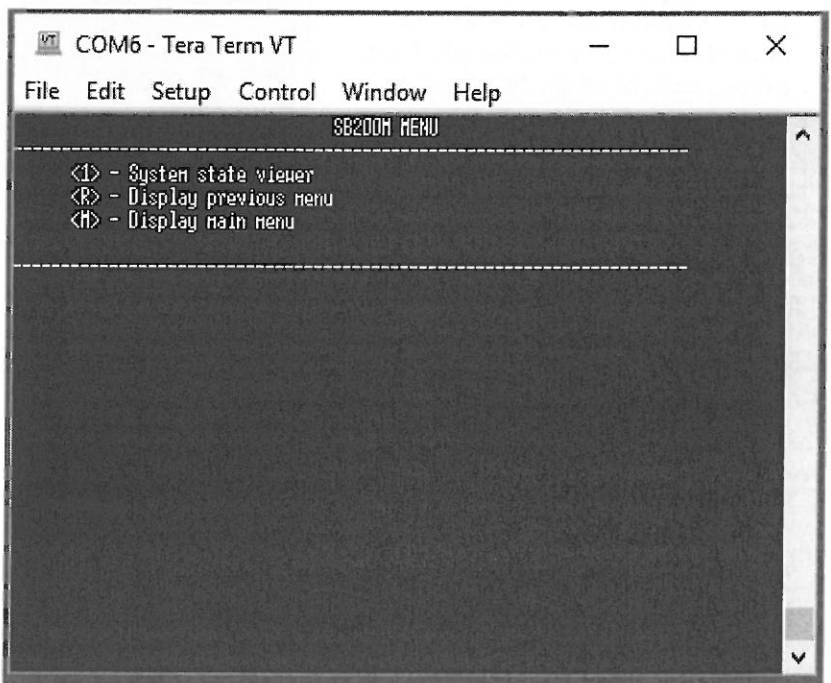 VT COM6 - Tera Term VT
File Edit Setup Control Window Help
SB200M MENU
<1> - System state viewer
<R> - Display previous menu
<M> - Display main menu